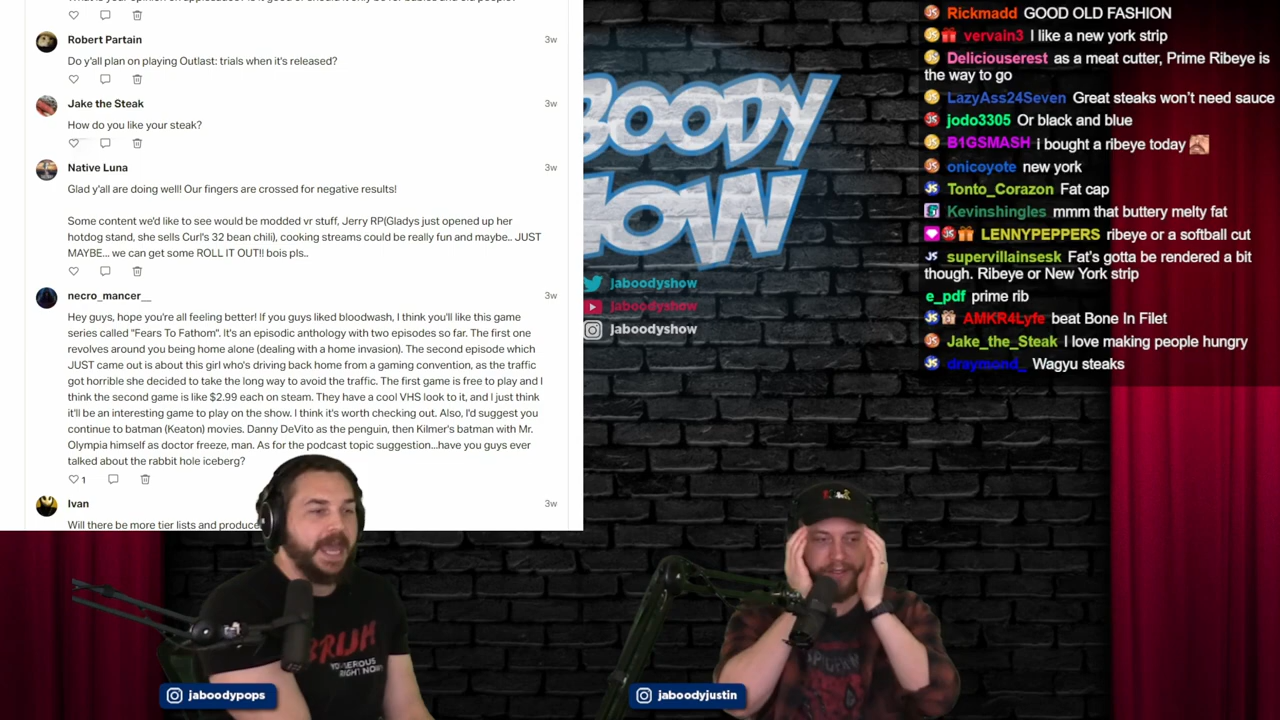 Robert Partain
3w
Do y'all plan on playing Outlast: trials when it's released?
Jake the Steak
3w
How do you like your steak?
Native Luna
3w
Glad y'all are doing well! Our fingers are crossed for negative results!
Some content we'd like to see would be modded vr stuff, Jerry RP(Gladys just opened up her
hotdog stand, she sells Curl's 32 bean chili), cooking streams could be really fun and maybe.. JUST
MAYBE... we can get some ROLL IT OUT!! bois pls..
necro_mancer__
3w
Hey guys, hope you're all feeling better! If you guys liked bloodwash, I think you'll like this game
series called "Fears To Fathom". It's an episodic anthology with two episodes so far. The first one
revolves around you being home alone (dealing with a home invasion). The second episode which
JUST came out is about this girl who's driving back home from a gaming convention, as the traffic
got horrible she decided to take the long way to avoid the traffic. The first game is free to play and I
think the second game is like $2.99 each on steam. They have a cool VHS look to it, and I just think
it'll be an interesting game to play on the show. I think it's worth checking out. Also, I'd suggest you
continue to batman (Keaton) movies. Danny DeVito as the penguin, then Kilmer's batman with Mr.
Olympia himself as doctor freeze, man. As for the podcast topic suggestion...have you guys ever
talked about the rabbit hole iceberg?
1
Ivan
3w
Will there be more tier lists and produce
BOODY
HOW
jaboodyshow
jaboodyshow
jaboodyshow
Rickmadd GOOD OLD FASHION
vervain3 I like a new york strip
Deliciouserest as a meat cutter, Prime Ribeye is
the way to go
LazyAss24Seven Great steaks won't need sauce
jodo3305 Or black and blue
B1GSMASH i bought a ribeye today
onicoyote new york
Tonto_Corazon Fat cap
Kevinshingles mmm that buttery melty fat
LENNYPEPPERS ribeye or a softball cut
supervillainsesk Fat's gotta be rendered a bit
though. Ribeye or New York strip
e_pdf prime rib
AMKR4Lyfe beat Bone In Filet
Jake_the_Steak I love making people hungry
draymond_ Wagyu steaks
BRUH
RIGHT NOW
jaboodypops
jaboodyjustin